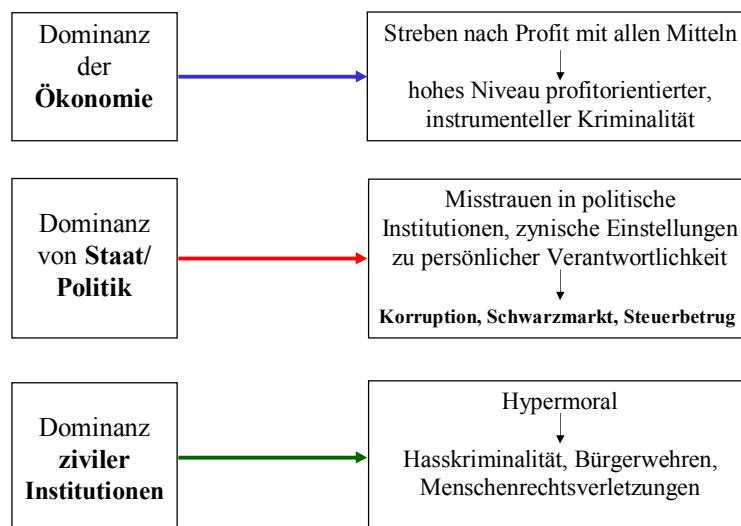 Dominanz
der
Ökonomie
Streben nach Profit mit allen Mitteln
hohes Niveau profitorientierter,
instrumenteller Kriminalität
Dominanz
von Staat/
Politik
Misstrauen in politische
Institutionen, zynische Einstellungen
zu persönlicher Verantwortlichkeit
Korruption, Schwarzmarkt, Steuerbetrug
Dominanz
ziviler
Institutionen
Hypermoral
Hasskriminalität, Bürgerwehren,
Menschenrechtsverletzungen